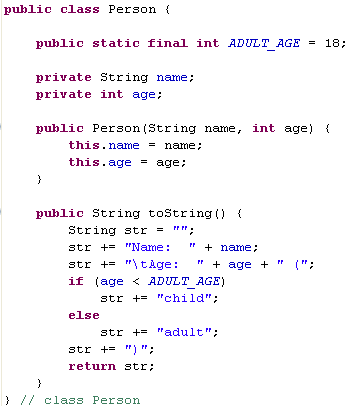 public class Person {
    public static final int ADULT_AGE = 18;
    private String name;
    private int age;
    public Person(String name, int age) {
        this.name = name;
        this.age = age;
    }
    public String toString() {
        String str = "";
        str += "Name:  " + name;
        str += "\tAge:  " + age + " (";
        if (age < ADULT_AGE)
            str += "child";
        else
            str += "adult";
        str += ")";
        return str;
    }
} // class Person